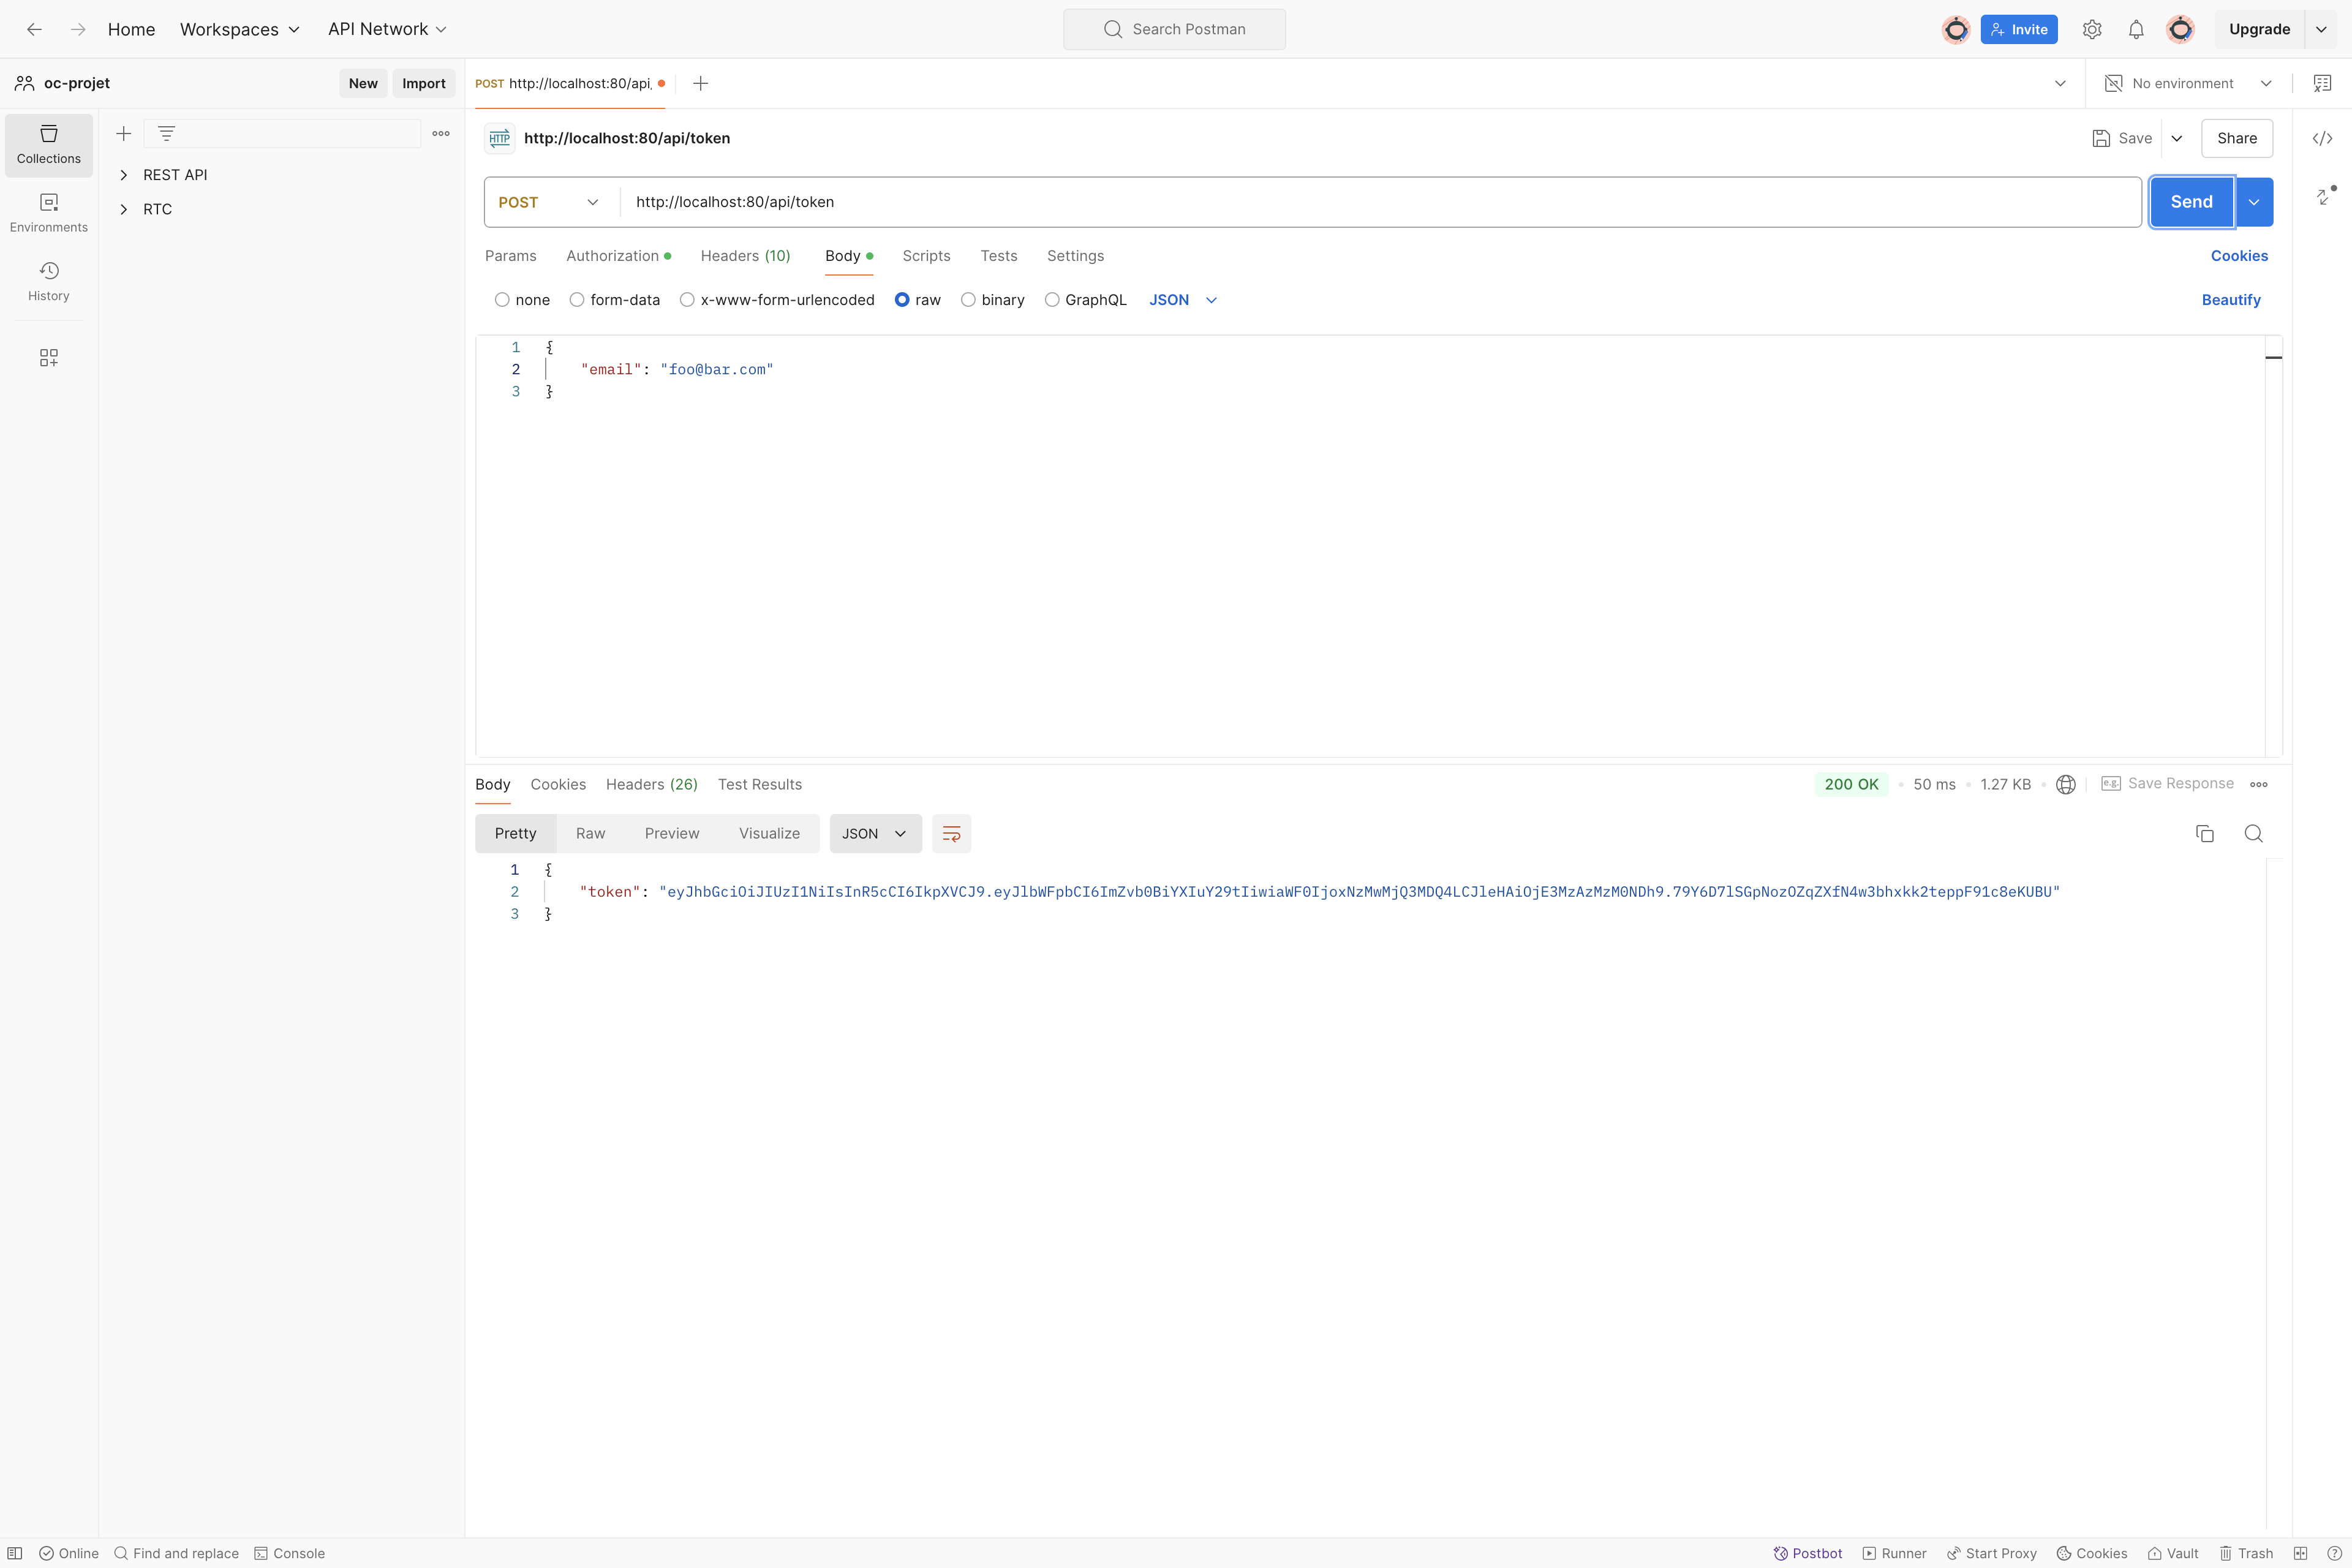 Home Workspaces API Network Search Postman Invite Upgrade
oc-projet New Import POST http://localhost:80/api. No environment
HTTP http://localhost:80/api/token Save Share
Collections
REST API
POST http://localhost:80/api/token Send
RTC
Environments
Params Authorization Headers (10) Body Scripts Tests Settings Cookies
History
none form-data x-www-form-urlencoded raw binary GraphQL JSON Beautify
1 {
2 "email": "foo@bar.com"
3 }
Body Cookies Headers (26) Test Results 200 OK 50 ms 1.27 KB e.g. Save Response
Pretty Raw Preview Visualize JSON
1 {
2 "token": "eyJhbGciOiJIUzI1NiIsInR5cCI6IkpXVCJ9.eyJlbWFpbCI6ImZvb0BiYXIuY29tIiwiaWF0IjoxNzMwMjQ3MDQ4LCJleHAiOjE3MzAzMzM0NDh9.79Y6D7lSGpNozOZqZXfN4w3bhxkk2teppF91c8eKUBU"
3 }
Online Find and replace Console Postbot Runner Start Proxy Cookies Vault Trash